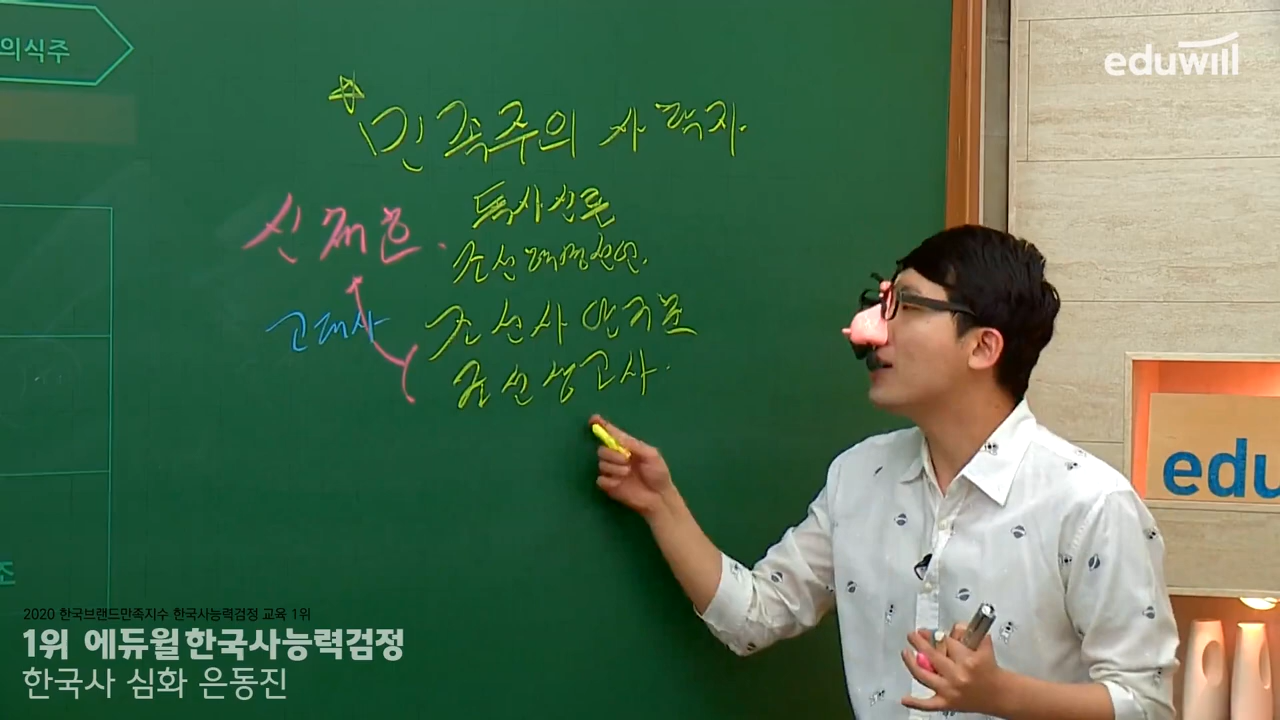 의식주
eduwill
민족주의 사학자.
신채호.
독사신론
조선혁명선언.
고대사
조선사연구초
조선상고사.
edu
조
2020 한국브랜드만족지수 한국사능력검정 교육 1위
1위 에듀윌 한국사능력검정
한국사 심화 은동진